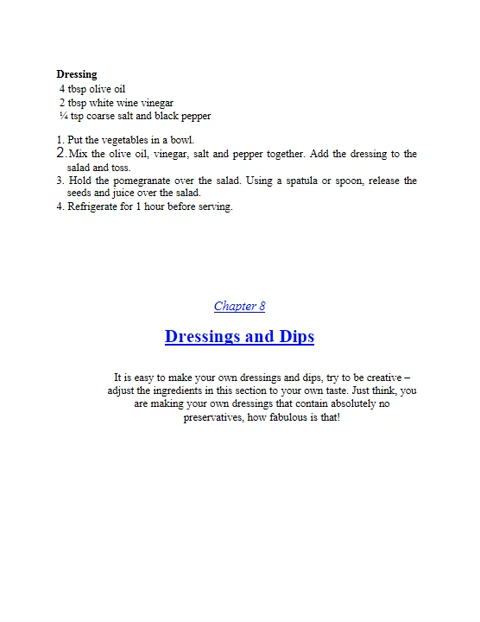 Dressing
4 tbsp olive oil
2 tbsp white wine vinegar
¼ tsp coarse salt and black pepper
1. Put the vegetables in a bowl.
2. Mix the olive oil, vinegar, salt and pepper together. Add the dressing to the
salad and toss.
3. Hold the pomegranate over the salad. Using a spatula or spoon, release the
seeds and juice over the salad.
4. Refrigerate for 1 hour before serving.
Chapter 8
Dressings and Dips
It is easy to make your own dressings and dips, try to be creative –
adjust the ingredients in this section to your own taste. Just think, you
are making your own dressings that contain absolutely no
preservatives, how fabulous is that!